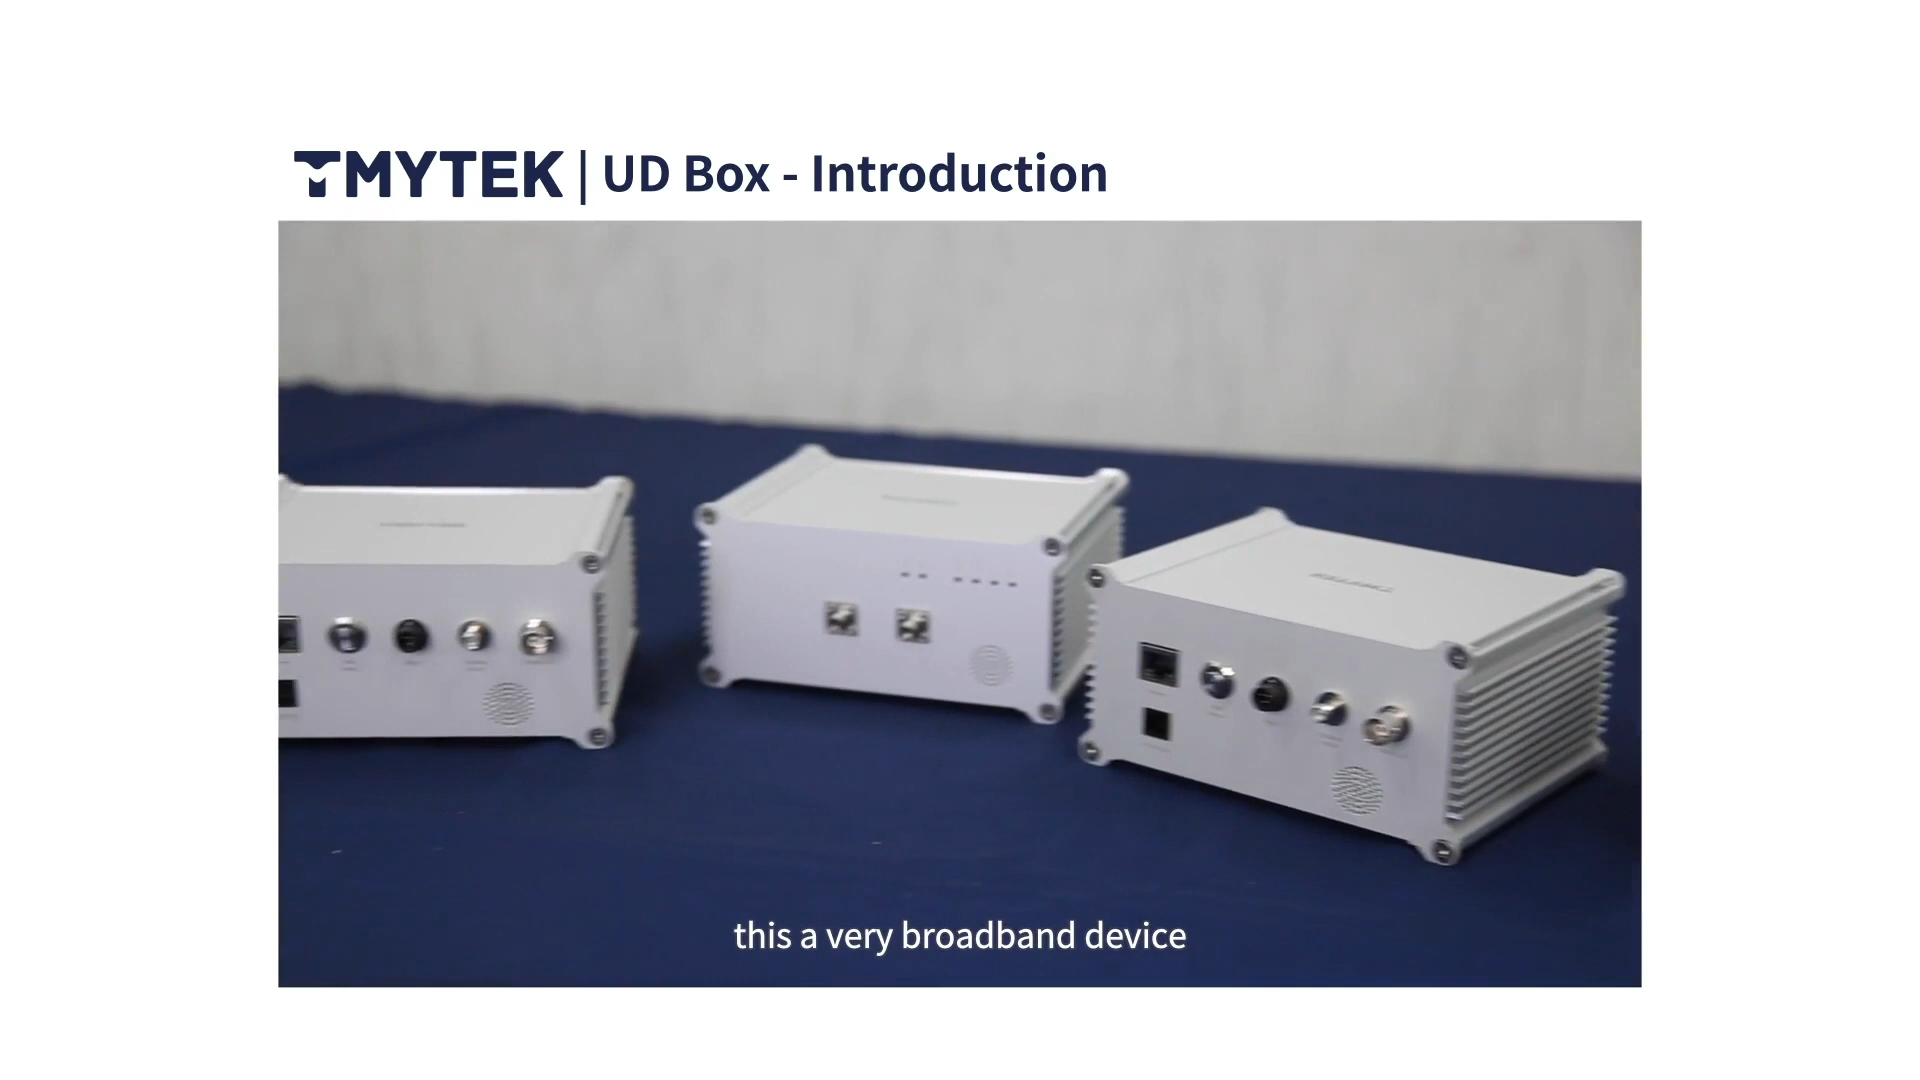 TMYTEK | UD Box - Introduction
this a very broadband device